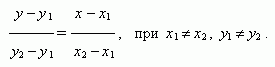 (y − y₁)/(y₂ − y₁) = (x − x₁)/(x₂ − x₁), при x₁ ≠ x₂, y₁ ≠ y₂ .